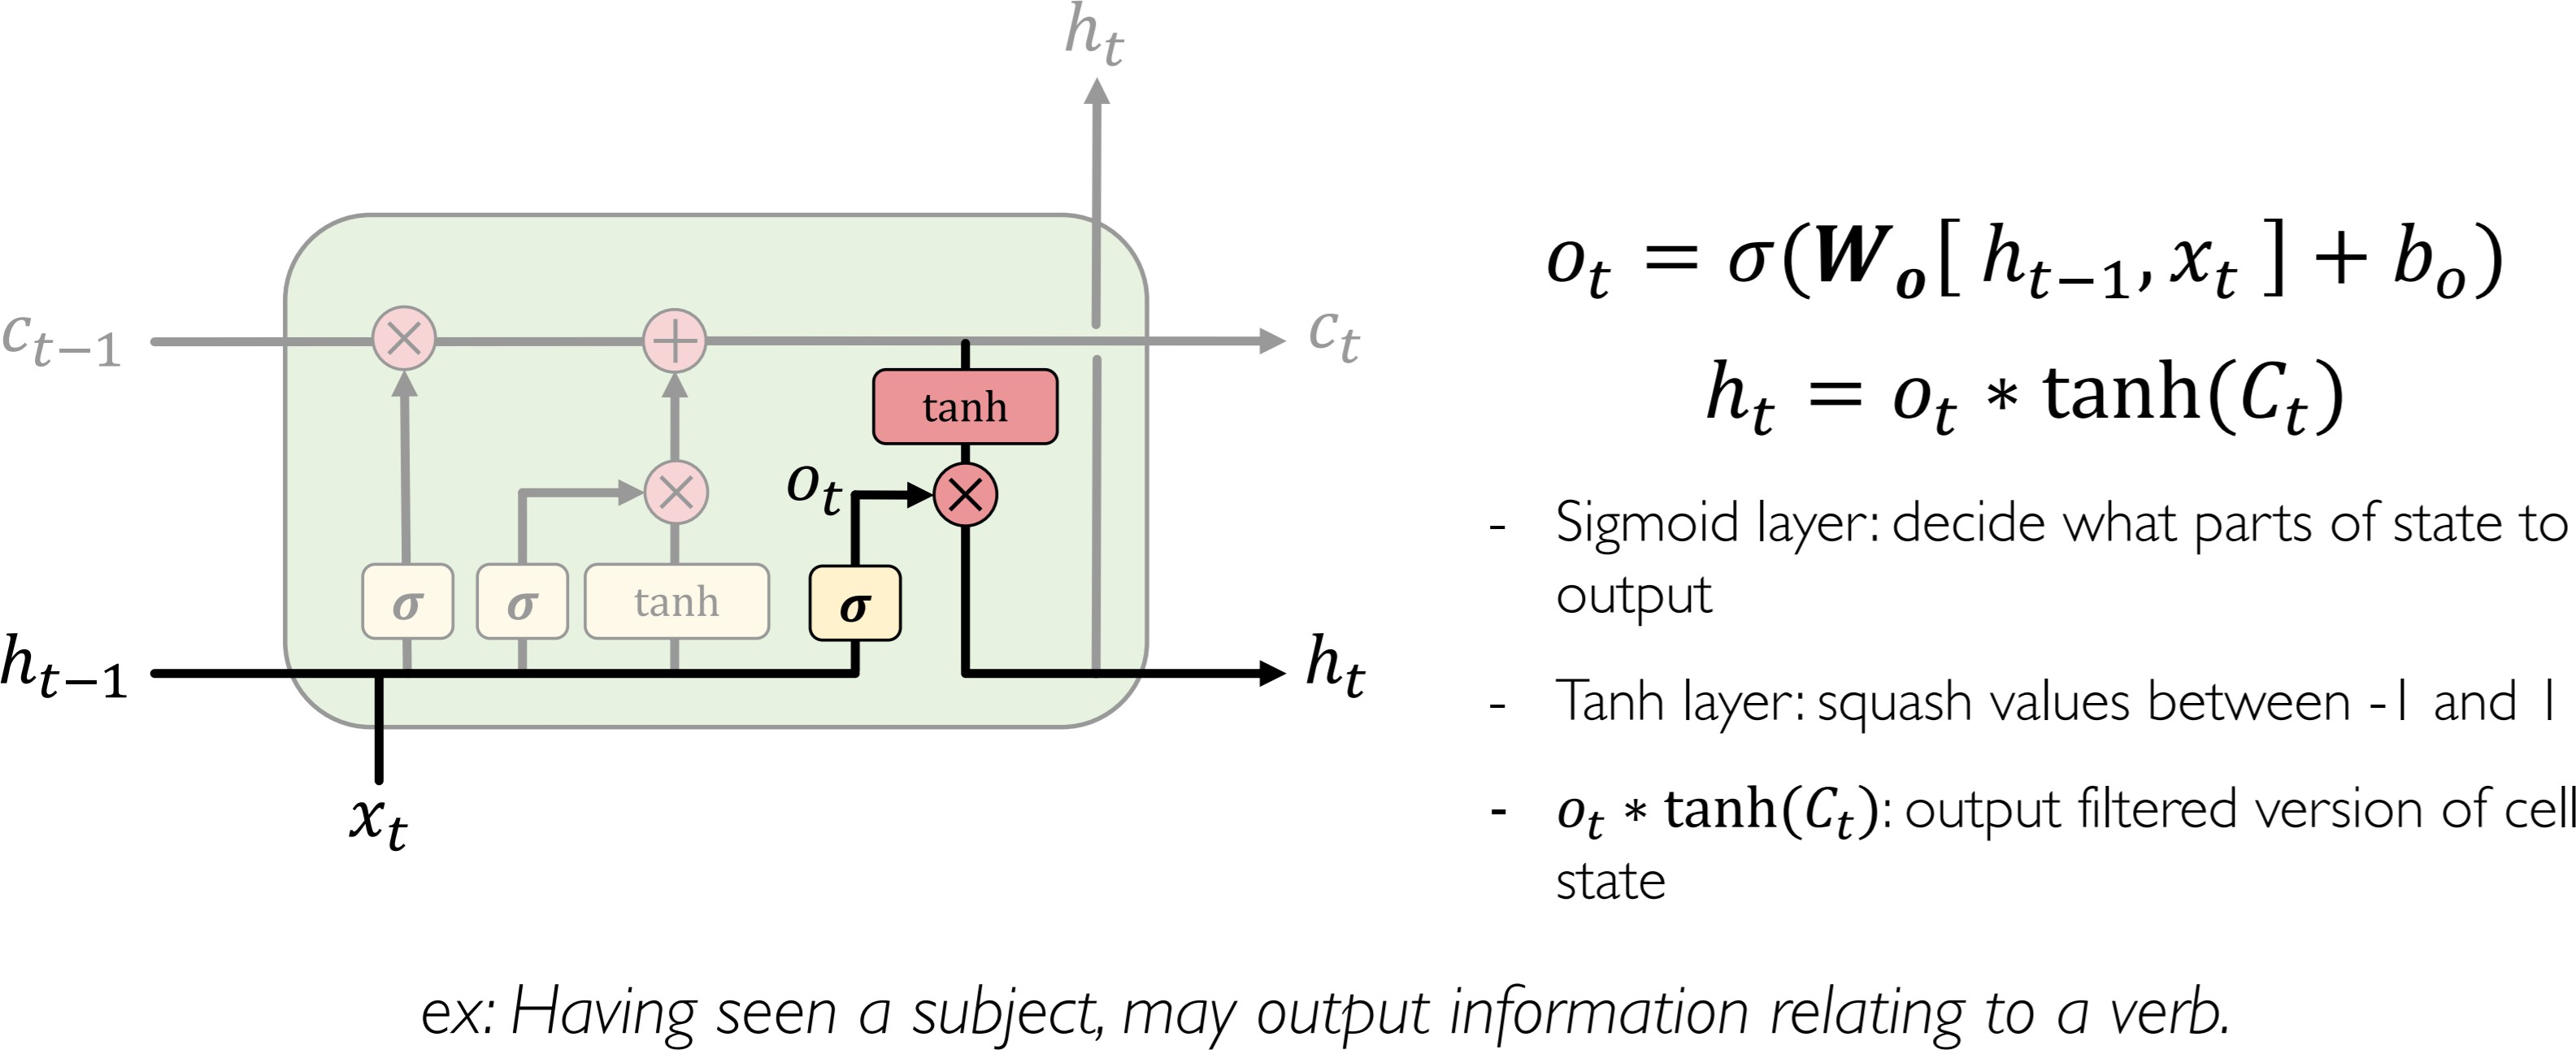 h_t
c_{t-1}
c_t
tanh
o_t
σ
σ
tanh
σ
h_{t-1}
h_t
x_t
o_t = σ(W_o[ h_{t-1}, x_t ] + b_o)
h_t = o_t * tanh(C_t)
- Sigmoid layer: decide what parts of state to
output
- Tanh layer: squash values between -1 and 1
- o_t * tanh(C_t): output filtered version of cell
state
ex: Having seen a subject, may output information relating to a verb.